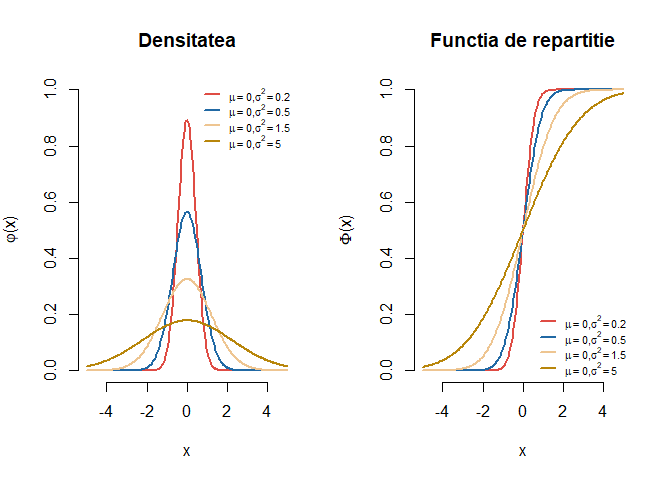 Densitatea
φ(x)
1.0
0.8
0.6
0.4
0.2
0.0
μ = 0,σ² = 0.2
μ = 0,σ² = 0.5
μ = 0,σ² = 1.5
μ = 0,σ² = 5
-4 -2 0 2 4
x
Functia de repartitie
Φ(x)
1.0
0.8
0.6
0.4
0.2
0.0
μ = 0,σ² = 0.2
μ = 0,σ² = 0.5
μ = 0,σ² = 1.5
μ = 0,σ² = 5
-4 -2 0 2 4
x